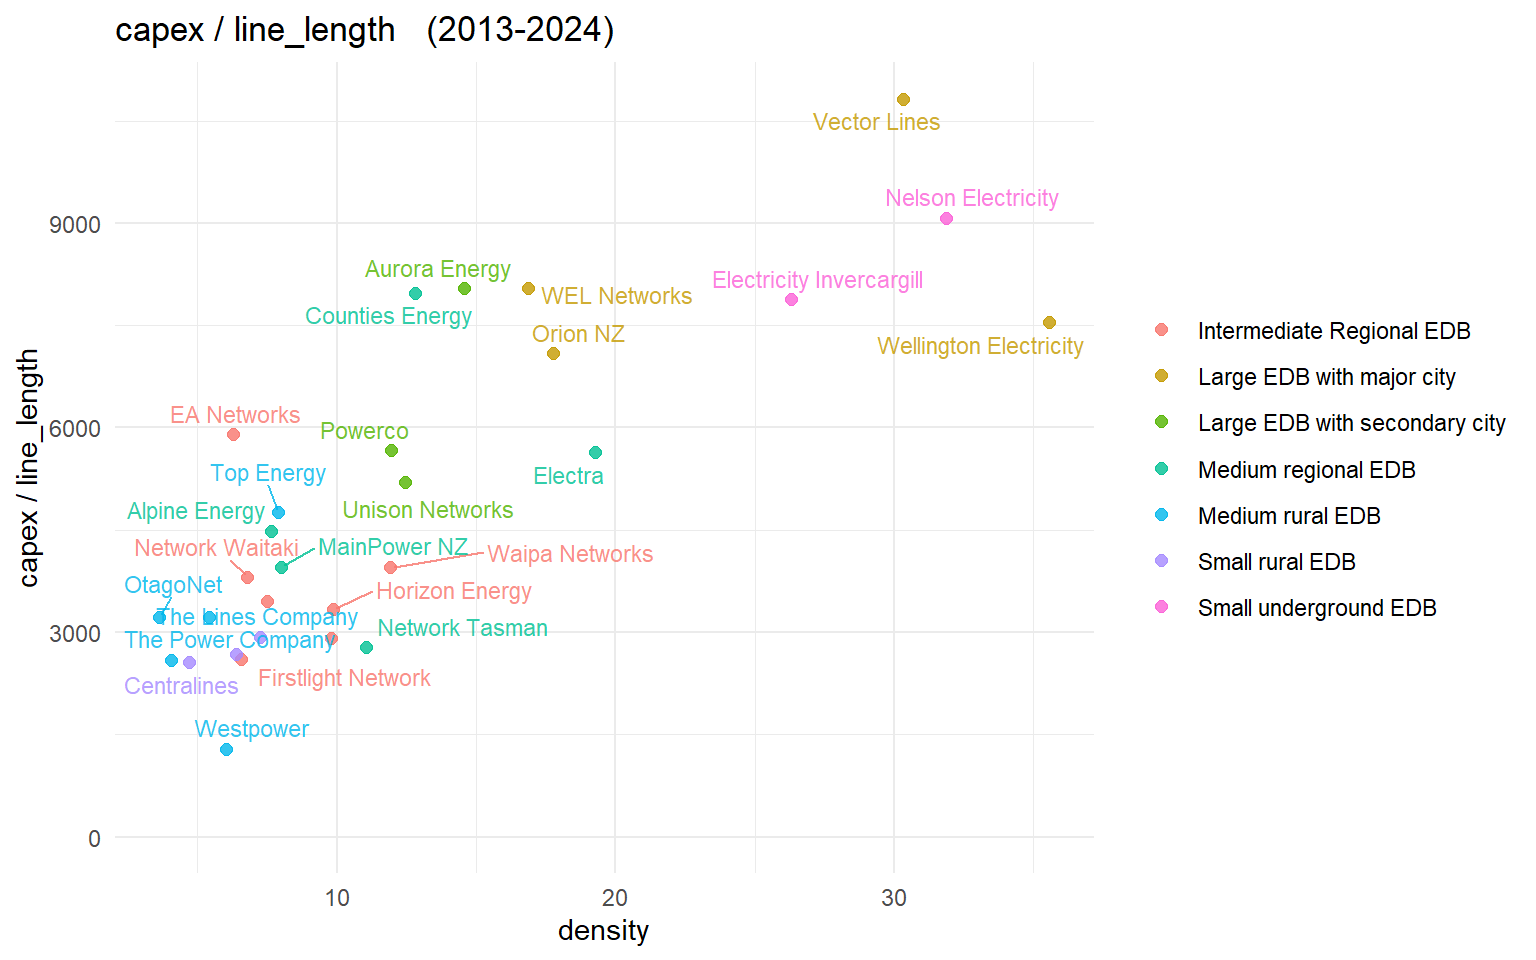 capex / line_length (2013-2024)
Vector Lines
Nelson Electricity
9000
Aurora Energy
Electricity Invercargill
WEL Networks
Counties Energy
Orion NZ
Wellington Electricity
Intermediate Regional EDB
Large EDB with major city
Large EDB with secondary city
Medium regional EDB
Medium rural EDB
Small rural EDB
Small underground EDB
capex / line_length
EA Networks
6000
Powerco
Top Energy
Electra
Alpine Energy
Unison Networks
Network Waitaki
MainPower NZ
Waipa Networks
OtagoNet
Horizon Energy
The Lines Company
Network Tasman
3000
The Power Company
Firstlight Network
Centralines
Westpower
0
10
20
30
density